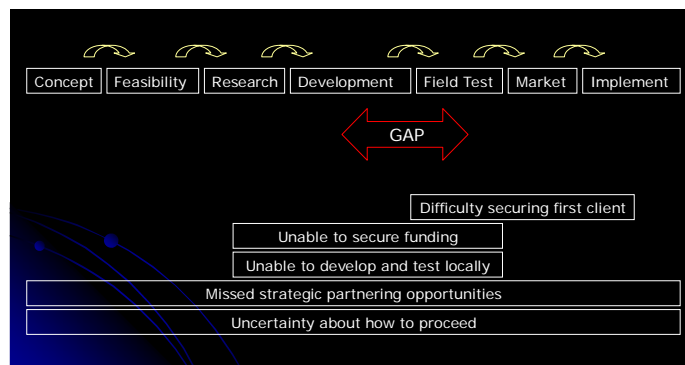 Concept Feasibility Research Development Field Test Market Implement
GAP
Difficulty securing first client
Unable to secure funding
Unable to develop and test locally
Missed strategic partnering opportunities
Uncertainty about how to proceed